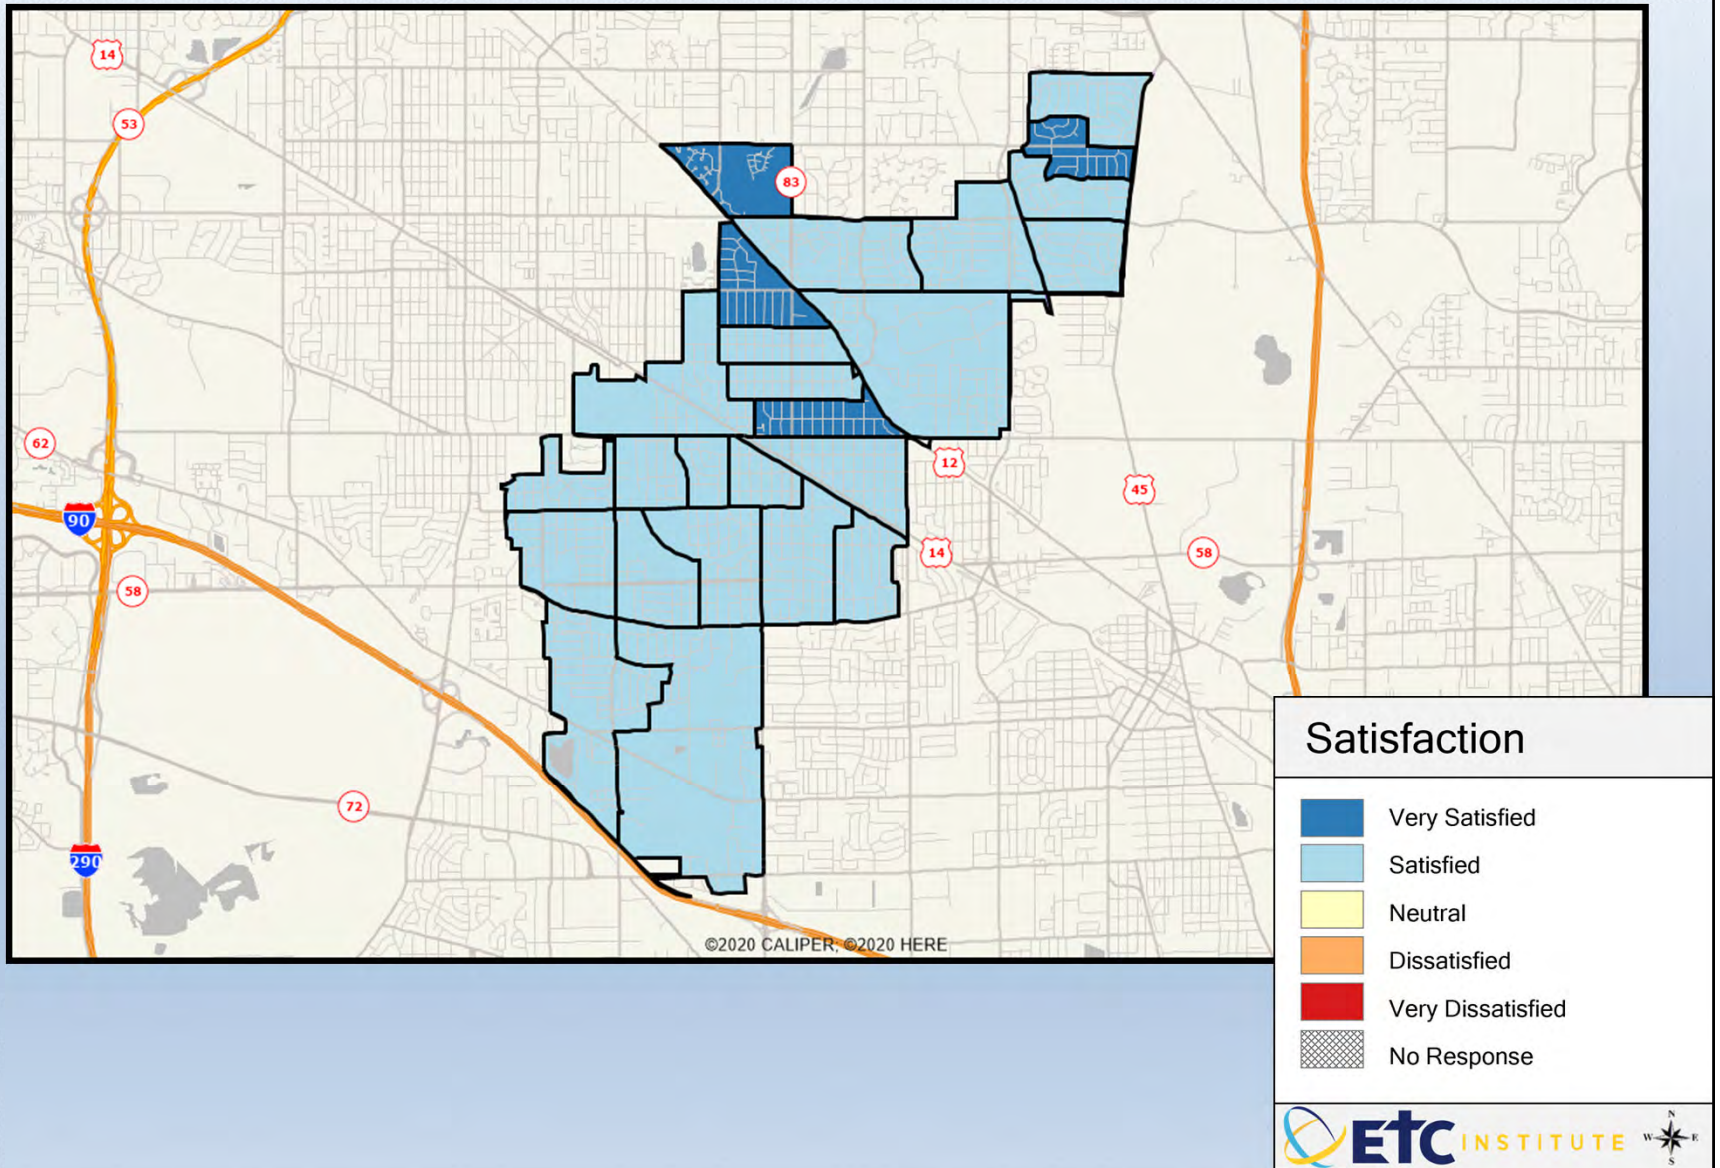 14
53
83
62
12
45
90
14
58
58
72
290
©2020 CALIPER; ©2020 HERE
Satisfaction
Very Satisfied
Satisfied
Neutral
Dissatisfied
Very Dissatisfied
No Response
ETC INSTITUTE
N
W E
S